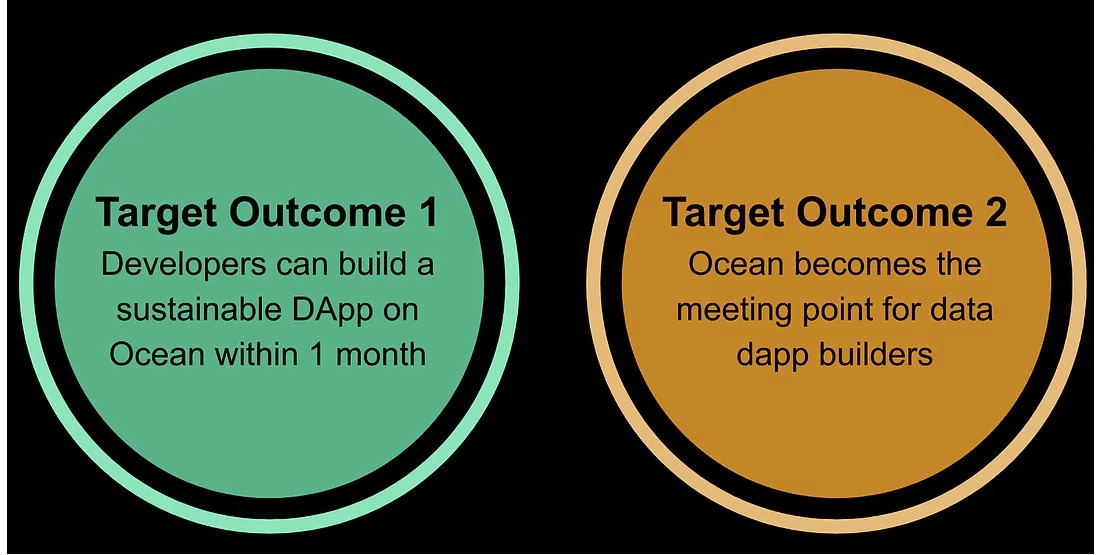 Target Outcome 1
Developers can build a
sustainable DApp on
Ocean within 1 month
Target Outcome 2
Ocean becomes the
meeting point for data
dapp builders